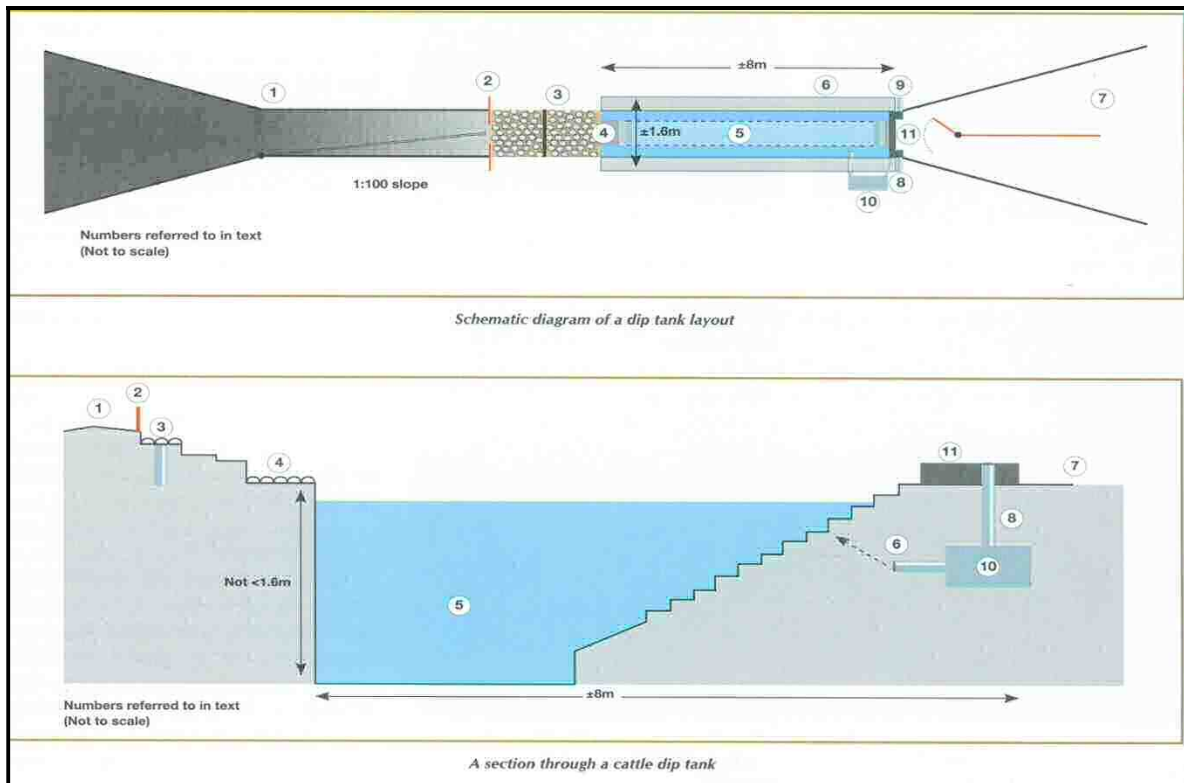 ±8m
1
2
3
6
9
7
4
±1.6m
5
11
1:100 slope
10
8
Numbers referred to in text
(Not to scale)
Schematic diagram of a dip tank layout
2
1
3
4
11
7
8
6
10
Not <1.6m
5
±8m
Numbers referred to in text
(Not to scale)
A section through a cattle dip tank